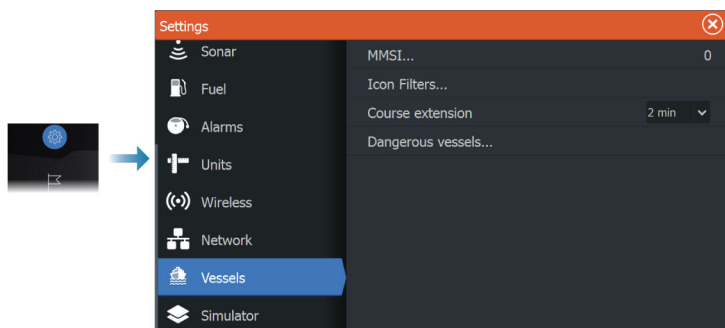 Settings
Sonar
Fuel
Alarms
Units
Wireless
Network
Vessels
Simulator
MMSI... 0
Icon Filters...
Course extension 2 min
Dangerous vessels...